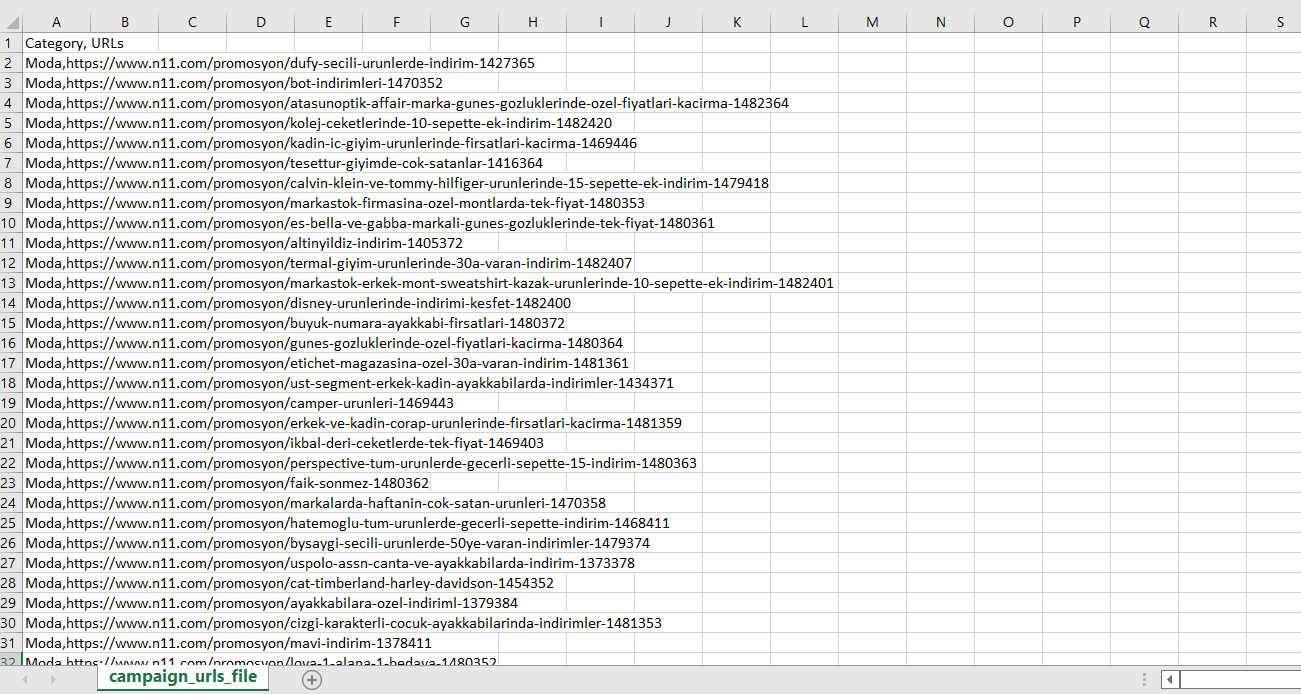 A B C D E F G H I J K L M N O P Q R S
1 Category, URLs
2 Moda,https://www.n11.com/promosyon/dufy-secili-urunlerde-indirim-1427365
3 Moda,https://www.n11.com/promosyon/bot-indirimleri-1470352
4 Moda,https://www.n11.com/promosyon/atasunoptik-affair-marka-gunes-gozluklerinde-ozel-fiyatlari-kacirma-1482364
5 Moda,https://www.n11.com/promosyon/kolej-ceketlerinde-10-sepette-ek-indirim-1482420
6 Moda,https://www.n11.com/promosyon/kadin-ic-giyim-urunlerinde-firsatlari-kacirma-1469446
7 Moda,https://www.n11.com/promosyon/tesettur-giyimde-cok-satanlar-1416364
8 Moda,https://www.n11.com/promosyon/calvin-klein-ve-tommy-hilfiger-urunlerinde-15-sepette-ek-indirim-1479418
9 Moda,https://www.n11.com/promosyon/markastok-firmasina-ozel-montlarda-tek-fiyat-1480353
10 Moda,https://www.n11.com/promosyon/es-bella-ve-gabba-markali-gunes-gozluklerinde-tek-fiyat-1480361
11 Moda,https://www.n11.com/promosyon/altinyildiz-indirim-1405372
12 Moda,https://www.n11.com/promosyon/termal-giyim-urunlerinde-30a-varan-indirim-1482407
13 Moda,https://www.n11.com/promosyon/markastok-erkek-mont-sweatshirt-kazak-urunlerinde-10-sepette-ek-indirim-1482401
14 Moda,https://www.n11.com/promosyon/disney-urunlerinde-indirimi-kesfet-1482400
15 Moda,https://www.n11.com/promosyon/buyuk-numara-ayakkabi-firsatlari-1480372
16 Moda,https://www.n11.com/promosyon/gunes-gozluklerinde-ozel-fiyatlari-kacirma-1480364
17 Moda,https://www.n11.com/promosyon/etichet-magazasina-ozel-30a-varan-indirim-1481361
18 Moda,https://www.n11.com/promosyon/ust-segment-erkek-kadin-ayakkabilarda-indirimler-1434371
19 Moda,https://www.n11.com/promosyon/camper-urunleri-1469443
20 Moda,https://www.n11.com/promosyon/erkek-ve-kadin-corap-urunlerinde-firsatlari-kacirma-1481359
21 Moda,https://www.n11.com/promosyon/ikbal-deri-ceketlerde-tek-fiyat-1469403
22 Moda,https://www.n11.com/promosyon/perspective-tum-urunlerde-gecerli-sepette-15-indirim-1480363
23 Moda,https://www.n11.com/promosyon/faik-sonmez-1480362
24 Moda,https://www.n11.com/promosyon/markalarda-haftanin-cok-satan-urunleri-1470358
25 Moda,https://www.n11.com/promosyon/hatemoglu-tum-urunlerde-gecerli-sepette-indirim-1468411
26 Moda,https://www.n11.com/promosyon/bysaygi-secili-urunlerde-50ye-varan-indirimler-1479374
27 Moda,https://www.n11.com/promosyon/uspolo-assn-canta-ve-ayakkabilarda-indirim-1373378
28 Moda,https://www.n11.com/promosyon/cat-timberland-harley-davidson-1454352
29 Moda,https://www.n11.com/promosyon/ayakkabilara-ozel-indiriml-1379384
30 Moda,https://www.n11.com/promosyon/cizgi-karakterli-cocuk-ayakkabilarinda-indirimler-1481353
31 Moda,https://www.n11.com/promosyon/mavi-indirim-1378411
32 Moda,https://www.n11.com/promosyon/lova-1-alana-1-bedava-1480352
campaign_urls_file